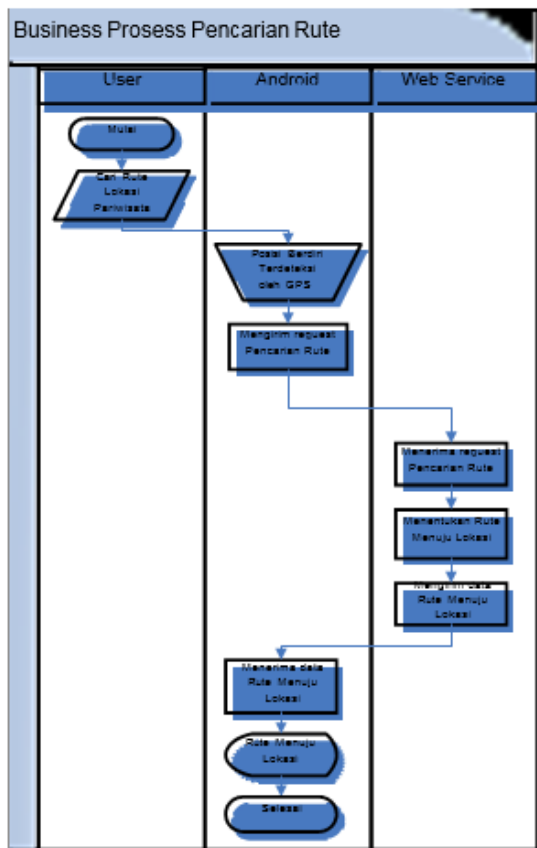 Business Prosess Pencarian Rute
User
Android
Web Service
Mulai
Cari Rute
Lokasi
Pariwisata
Posisi Berdiri
Terdeteksi
oleh GPS
Mengirim request
Pencarian Rute
Menerima request
Pencarian Rute
Menentukan Rute
Menuju Lokasi
Mengirim data
Rute Menuju
Lokasi
Menerima data
Rute Menuju
Lokasi
Rute Menuju
Lokasi
Selesai